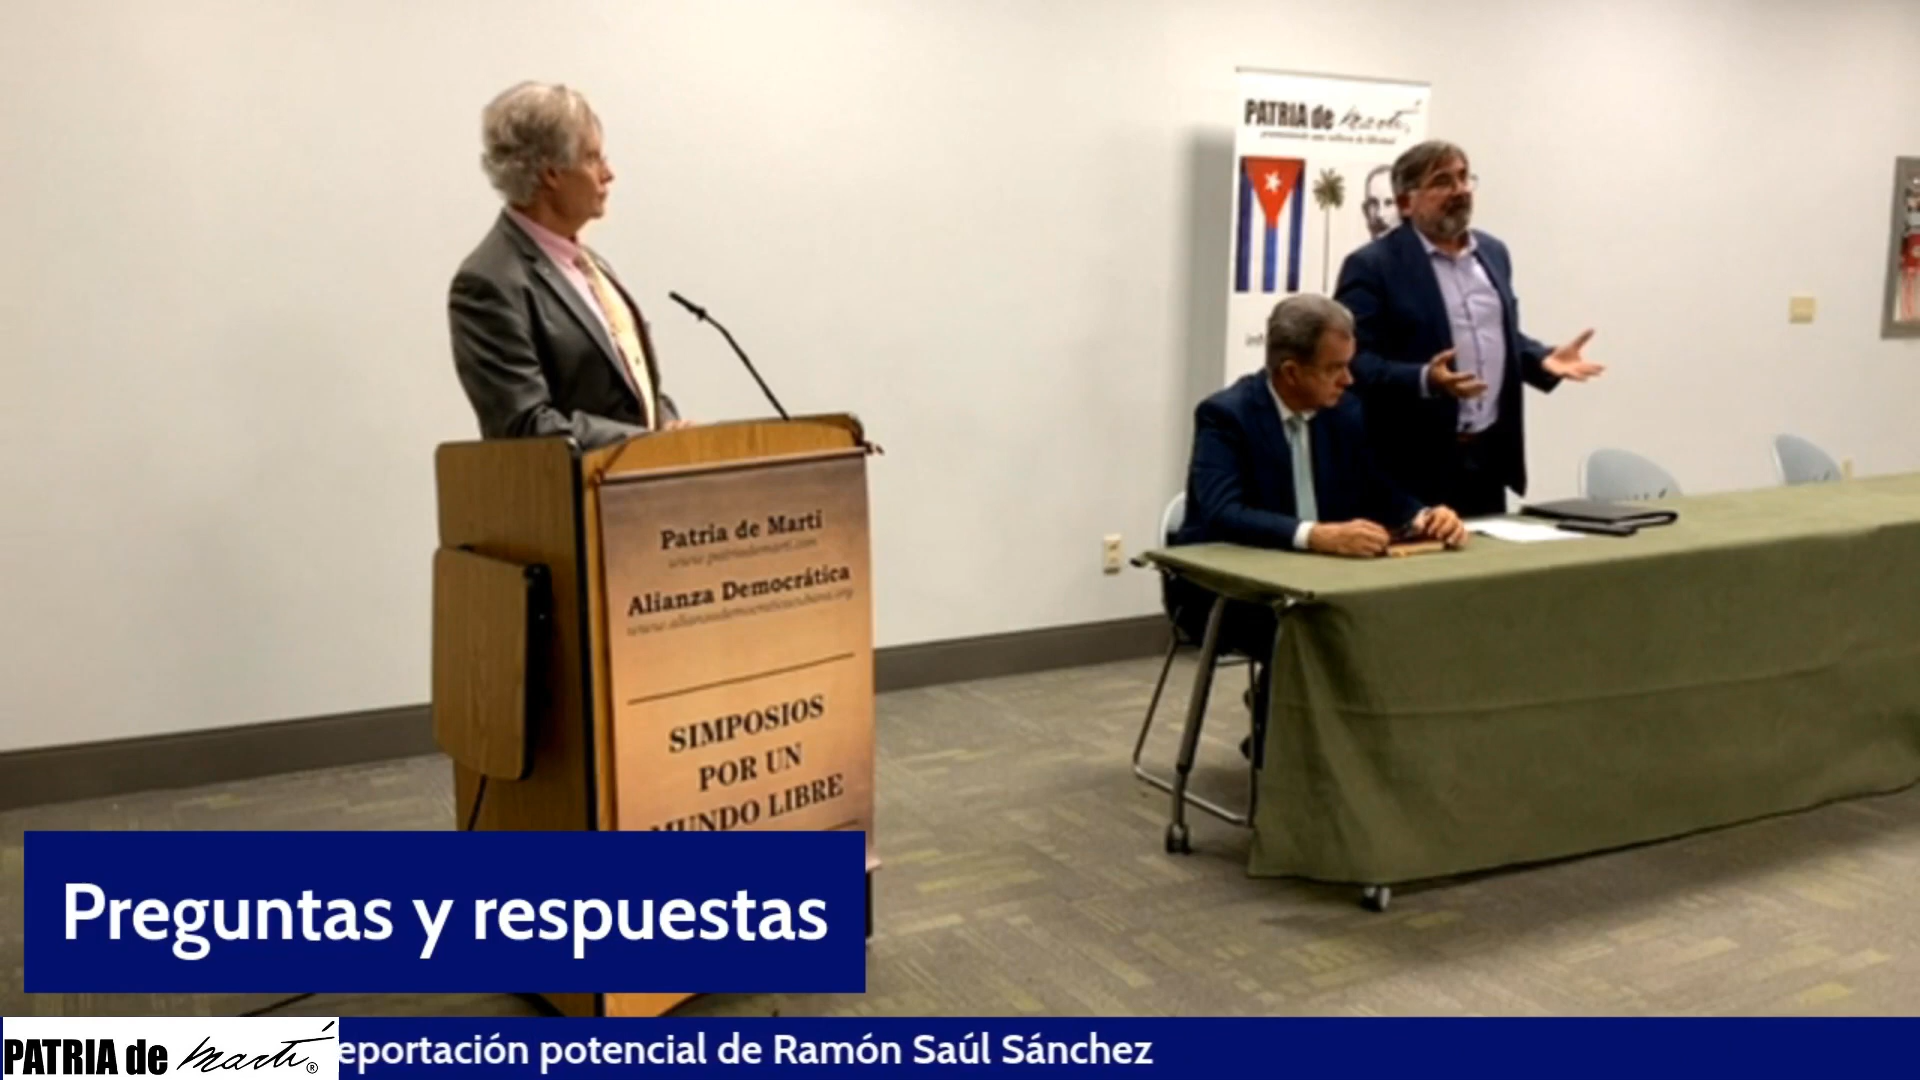 PATRIA de Martí
Patria de Martí
www.patriademarti.com
Alianza Democrática
SIMPOSIOS
POR UN
MUNDO LIBRE
Preguntas y respuestas
PATRIA de Martí ®
eportación potencial de Ramón Saúl Sánchez